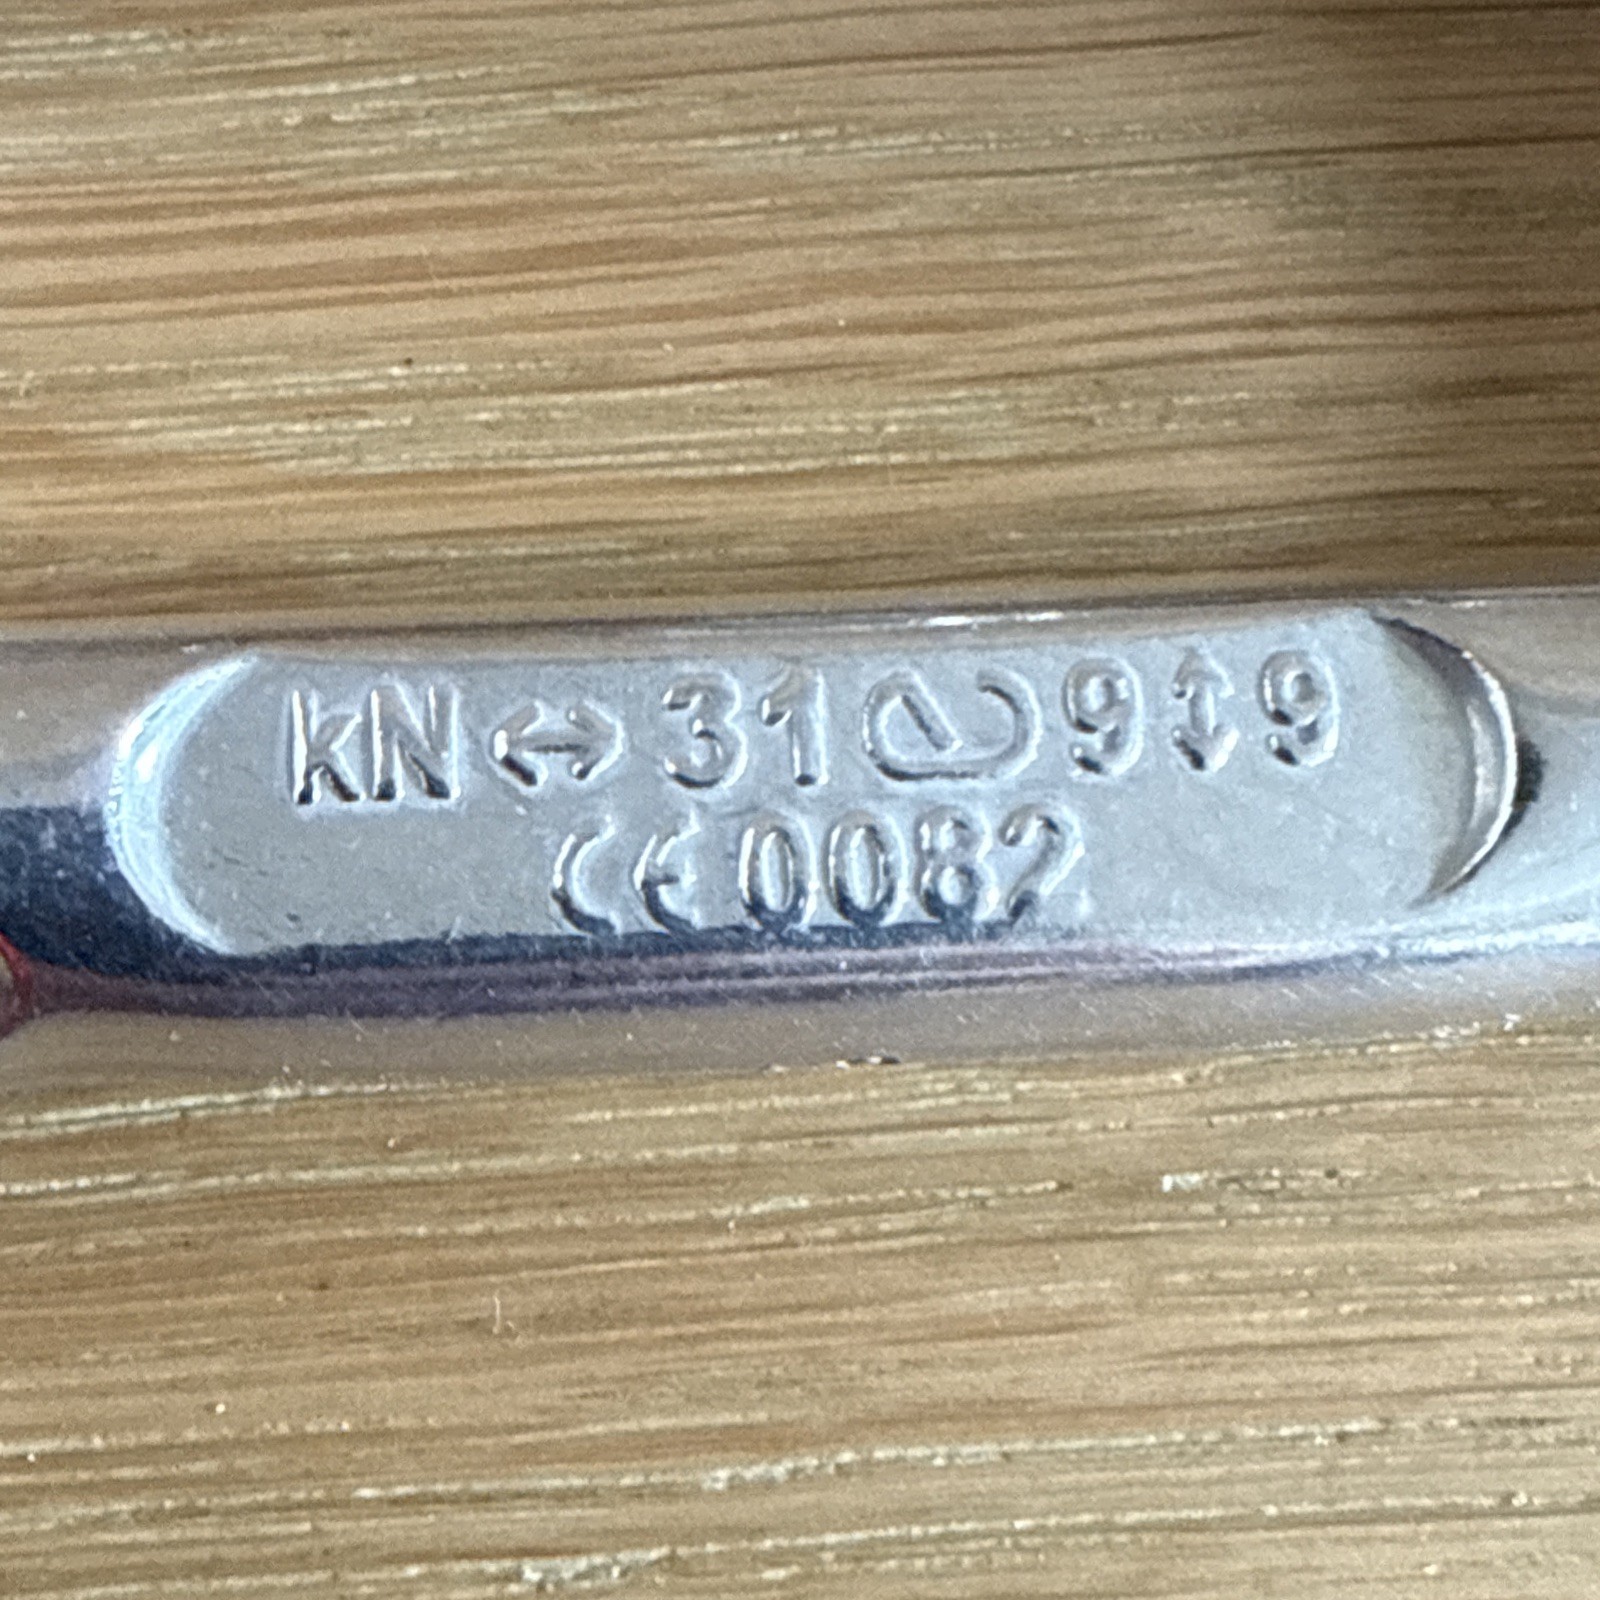 kN ↔ 31 9 ↕ 9
CE 0082